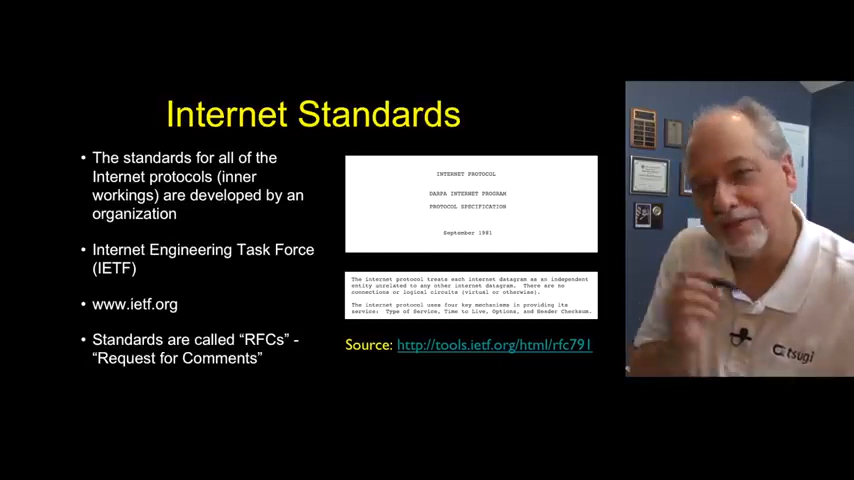 Internet Standards
• The standards for all of the
Internet protocols (inner
workings) are developed by an
organization
• Internet Engineering Task Force
(IETF)
• www.ietf.org
• Standards are called “RFCs” -
“Request for Comments”
INTERNET PROTOCOL
DARPA INTERNET PROGRAM
PROTOCOL SPECIFICATION
September 1981
The internet protocol treats each internet datagram as an independent
entity unrelated to any other internet datagram. There are no
connections or logical circuits (virtual or otherwise).
The internet protocol uses four key mechanisms in providing its
service: Type of Service, Time to Live, Options, and Header Checksum.
Source: http://tools.ietf.org/html/rfc791
tsugi